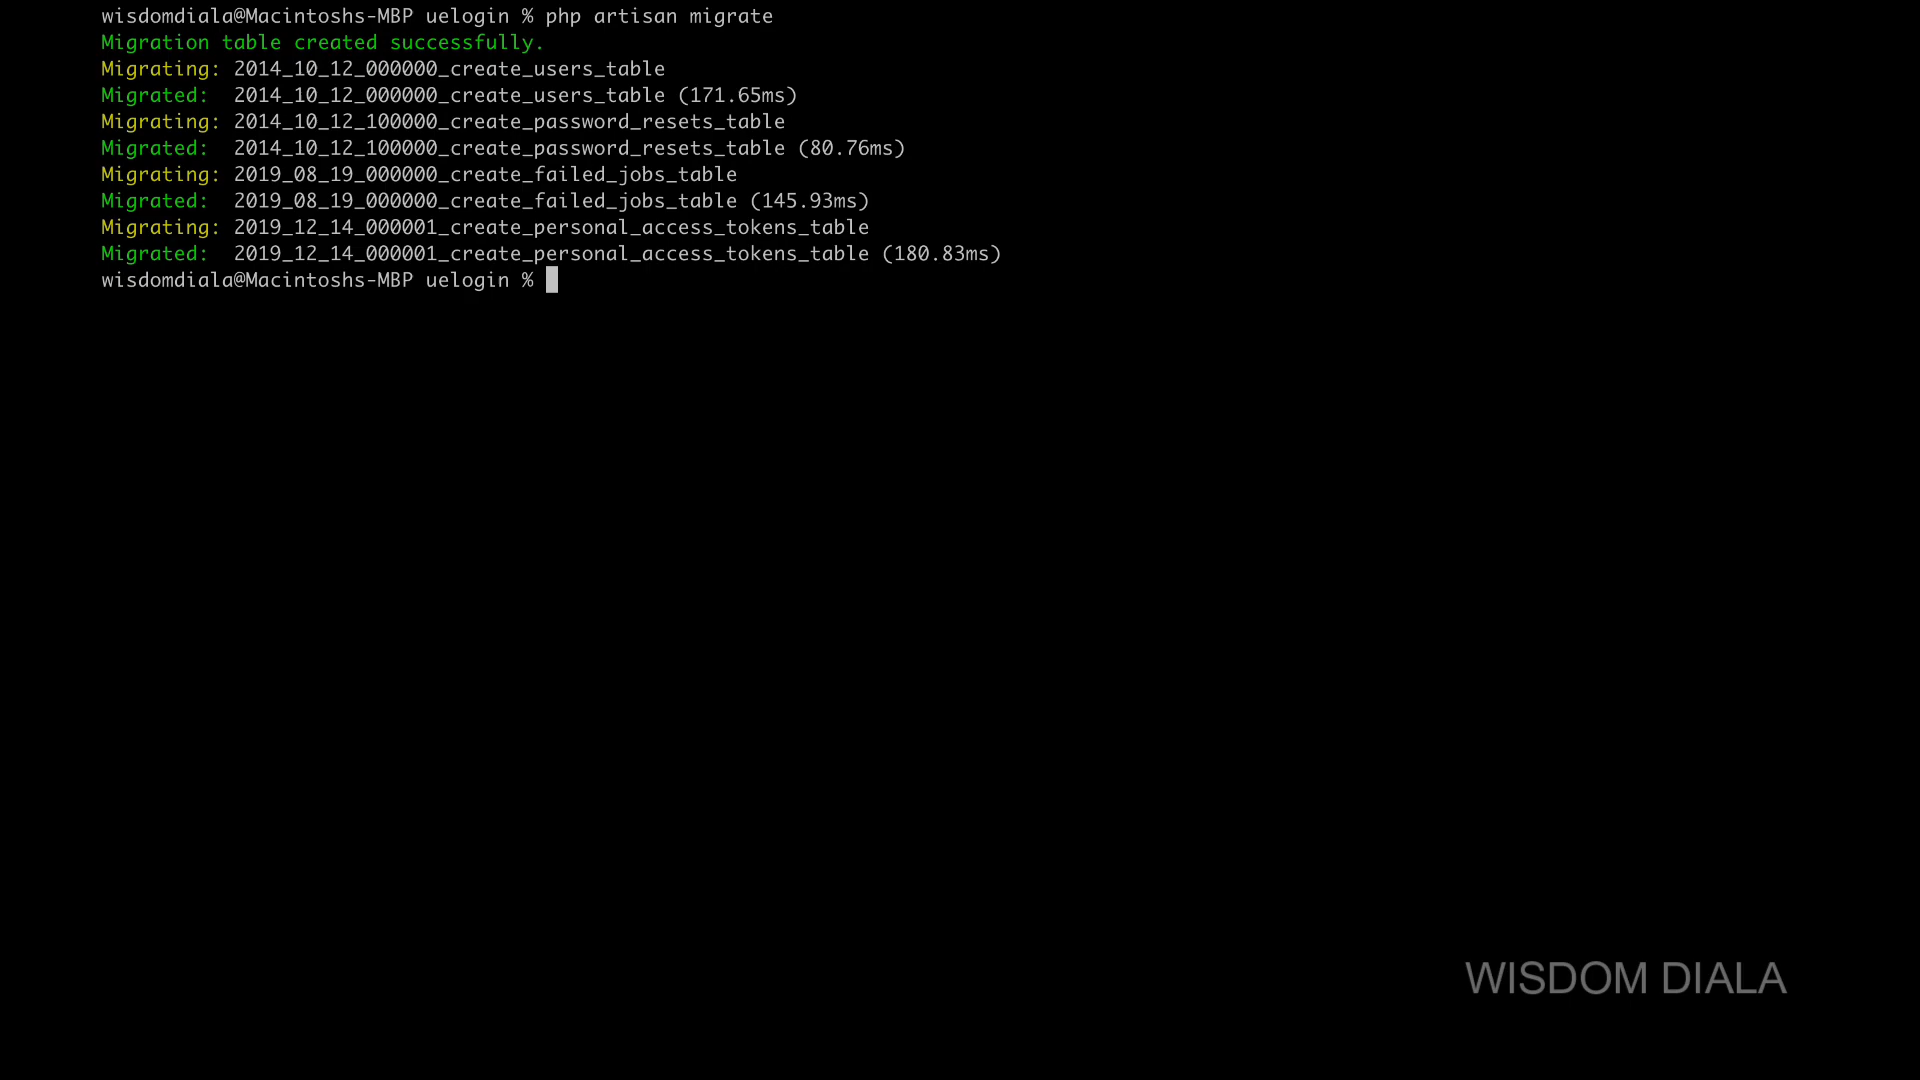 wisdomdiala@Macintoshs-MBP uelogin % php artisan migrate
Migration table created successfully.
Migrating: 2014_10_12_000000_create_users_table
Migrated:  2014_10_12_000000_create_users_table (171.65ms)
Migrating: 2014_10_12_100000_create_password_resets_table
Migrated:  2014_10_12_100000_create_password_resets_table (80.76ms)
Migrating: 2019_08_19_000000_create_failed_jobs_table
Migrated:  2019_08_19_000000_create_failed_jobs_table (145.93ms)
Migrating: 2019_12_14_000001_create_personal_access_tokens_table
Migrated:  2019_12_14_000001_create_personal_access_tokens_table (180.83ms)
wisdomdiala@Macintoshs-MBP uelogin %
WISDOM DIALA